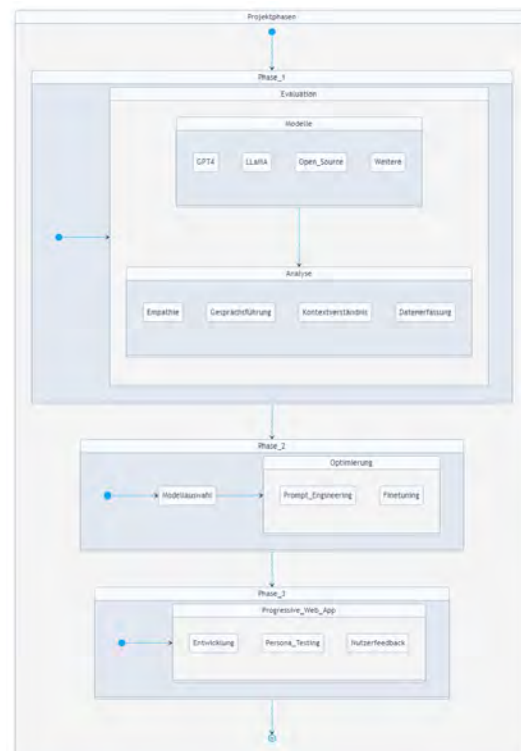 Projektphasen
Phase_1
Evaluation
Modelle
GPT4 LLaMA Open_Source Weitere
Analyse
Empathie Gesprächsführung Kontextverständnis Datenerfassung
Phase_2
Optimierung
Modellauswahl Prompt_Engineering Finetuning
Phase_3
Progressive_Web_App
Entwicklung Persona_Testing Nutzerfeedback